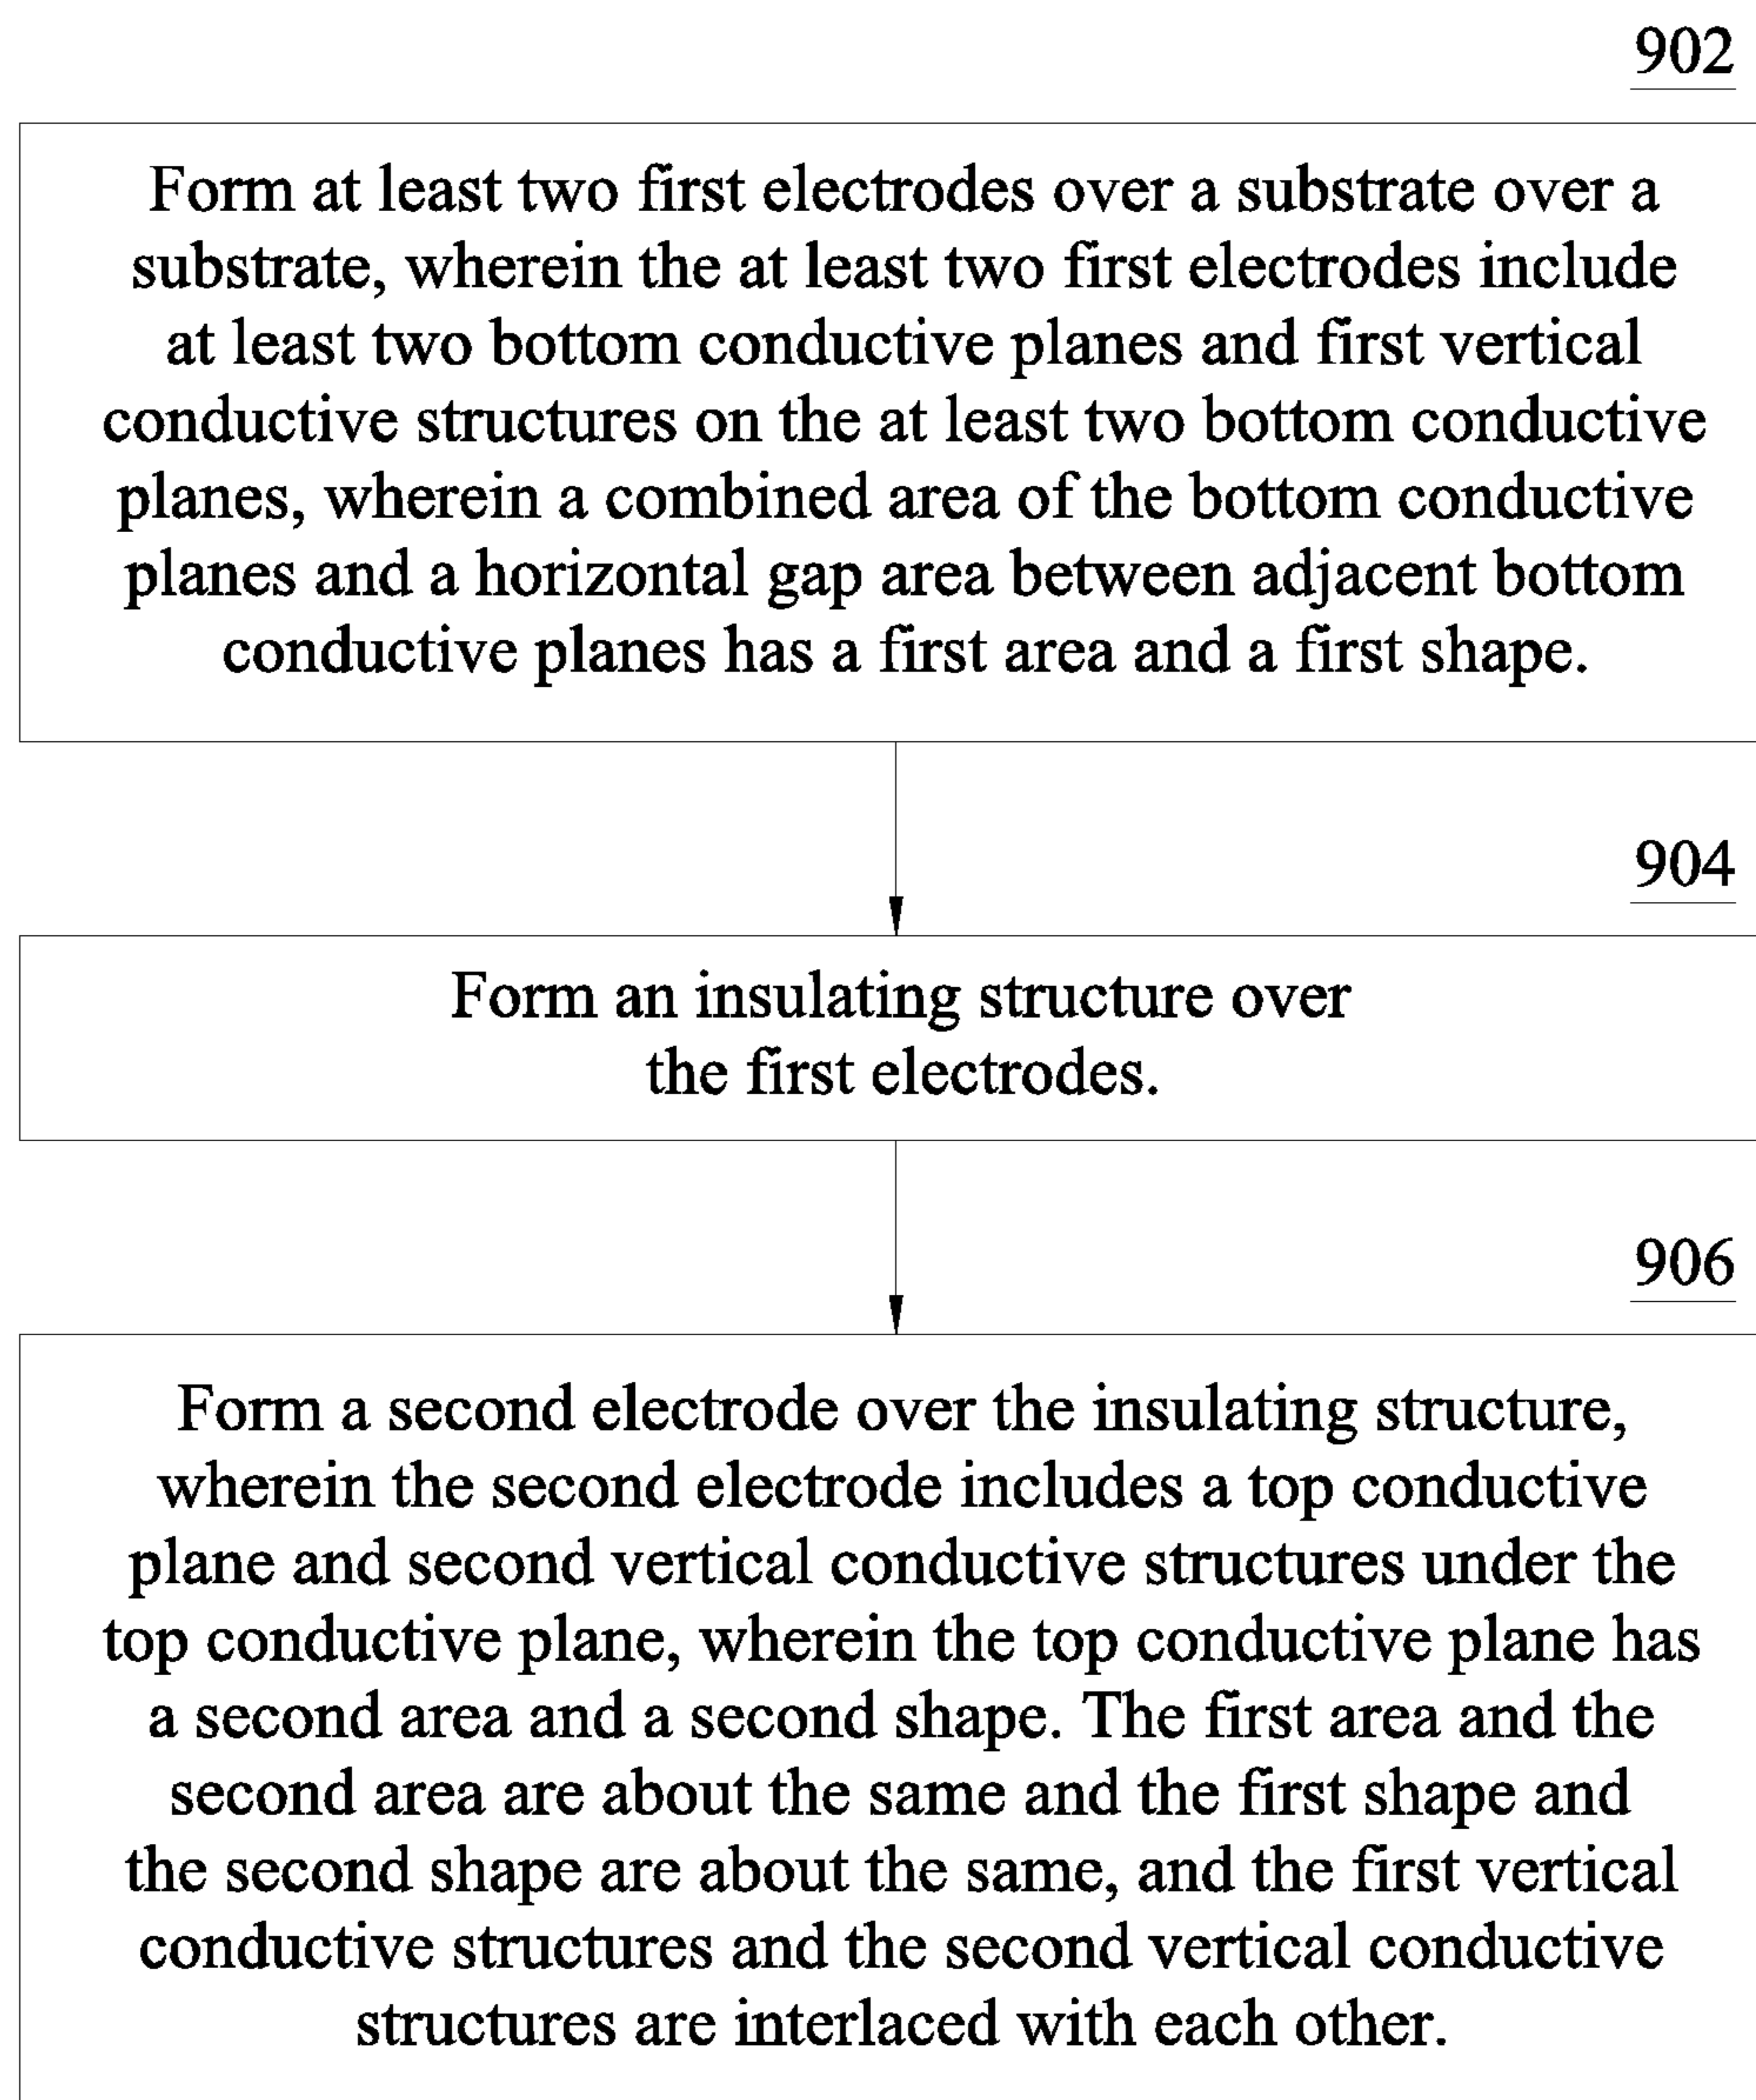 902
Form at least two first electrodes over a substrate over a
substrate, wherein the at least two first electrodes include
at least two bottom conductive planes and first vertical
conductive structures on the at least two bottom conductive
planes, wherein a combined area of the bottom conductive
planes and a horizontal gap area between adjacent bottom
conductive planes has a first area and a first shape.
904
Form an insulating structure over
the first electrodes.
906
Form a second electrode over the insulating structure,
wherein the second electrode includes a top conductive
plane and second vertical conductive structures under the
top conductive plane, wherein the top conductive plane has
a second area and a second shape. The first area and the
second area are about the same and the first shape and
the second shape are about the same, and the first vertical
conductive structures and the second vertical conductive
structures are interlaced with each other.